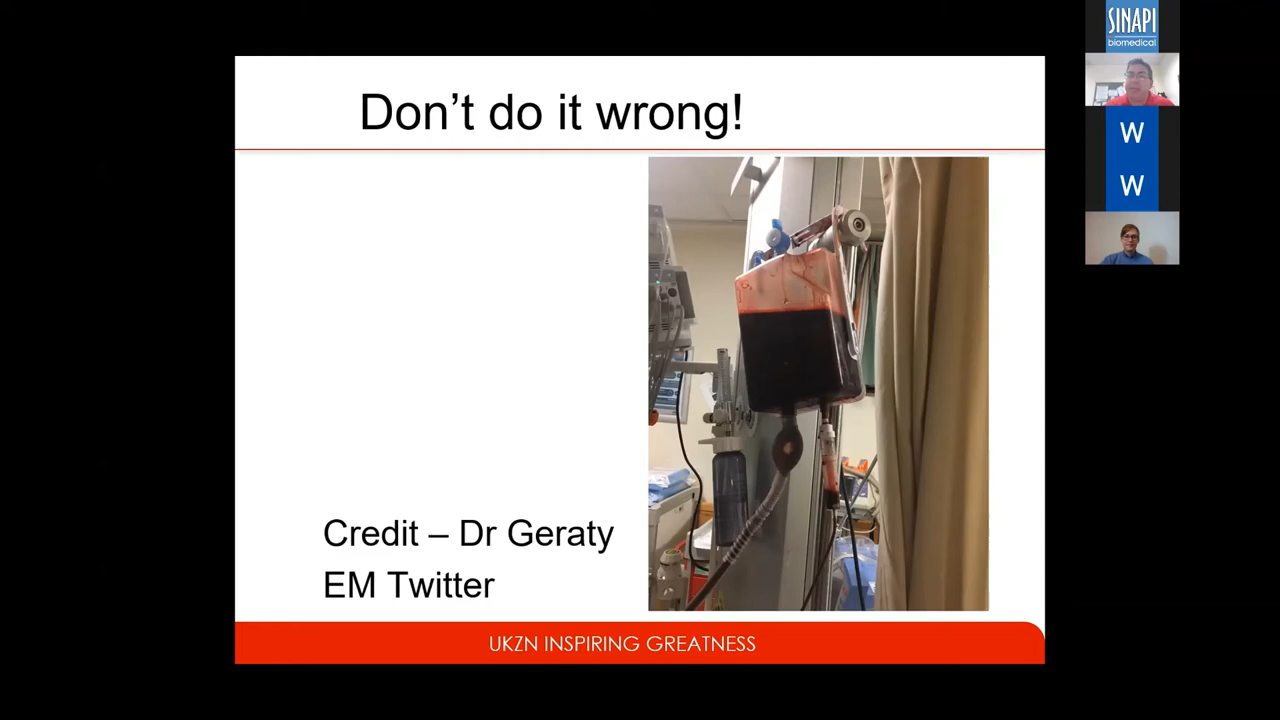 Don't do it wrong!
Credit – Dr Geraty
EM Twitter
UKZN INSPIRING GREATNESS
SINAPI
biomedical
W
W